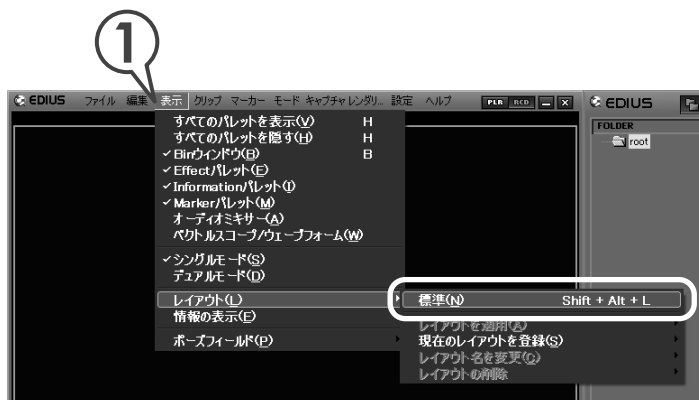 1
EDIUS ファイル 編集 表示 クリップ マーカー モード キャプチャ レンダリ... 設定 ヘルプ PLR RCD
EDIUS
FOLDER
root
すべてのパレットを表示(V) H
すべてのパレットを隠す(H) H
✓Binウィンドウ(B) B
✓Effectパレット(E)
✓Informationパレット(I)
✓Markerパレット(M)
オーディオミキサー(A)
ベクトルスコープ/ウェーブフォーム(W)
✓シングルモード(S)
デュアルモード(D)
レイアウト(L)
標準(N) Shift + Alt + L
情報の表示(E)
レイアウトを適用(A)
ポーズフィールド(P)
現在のレイアウトを登録(S)
レイアウト名を変更(C)
レイアウトの削除